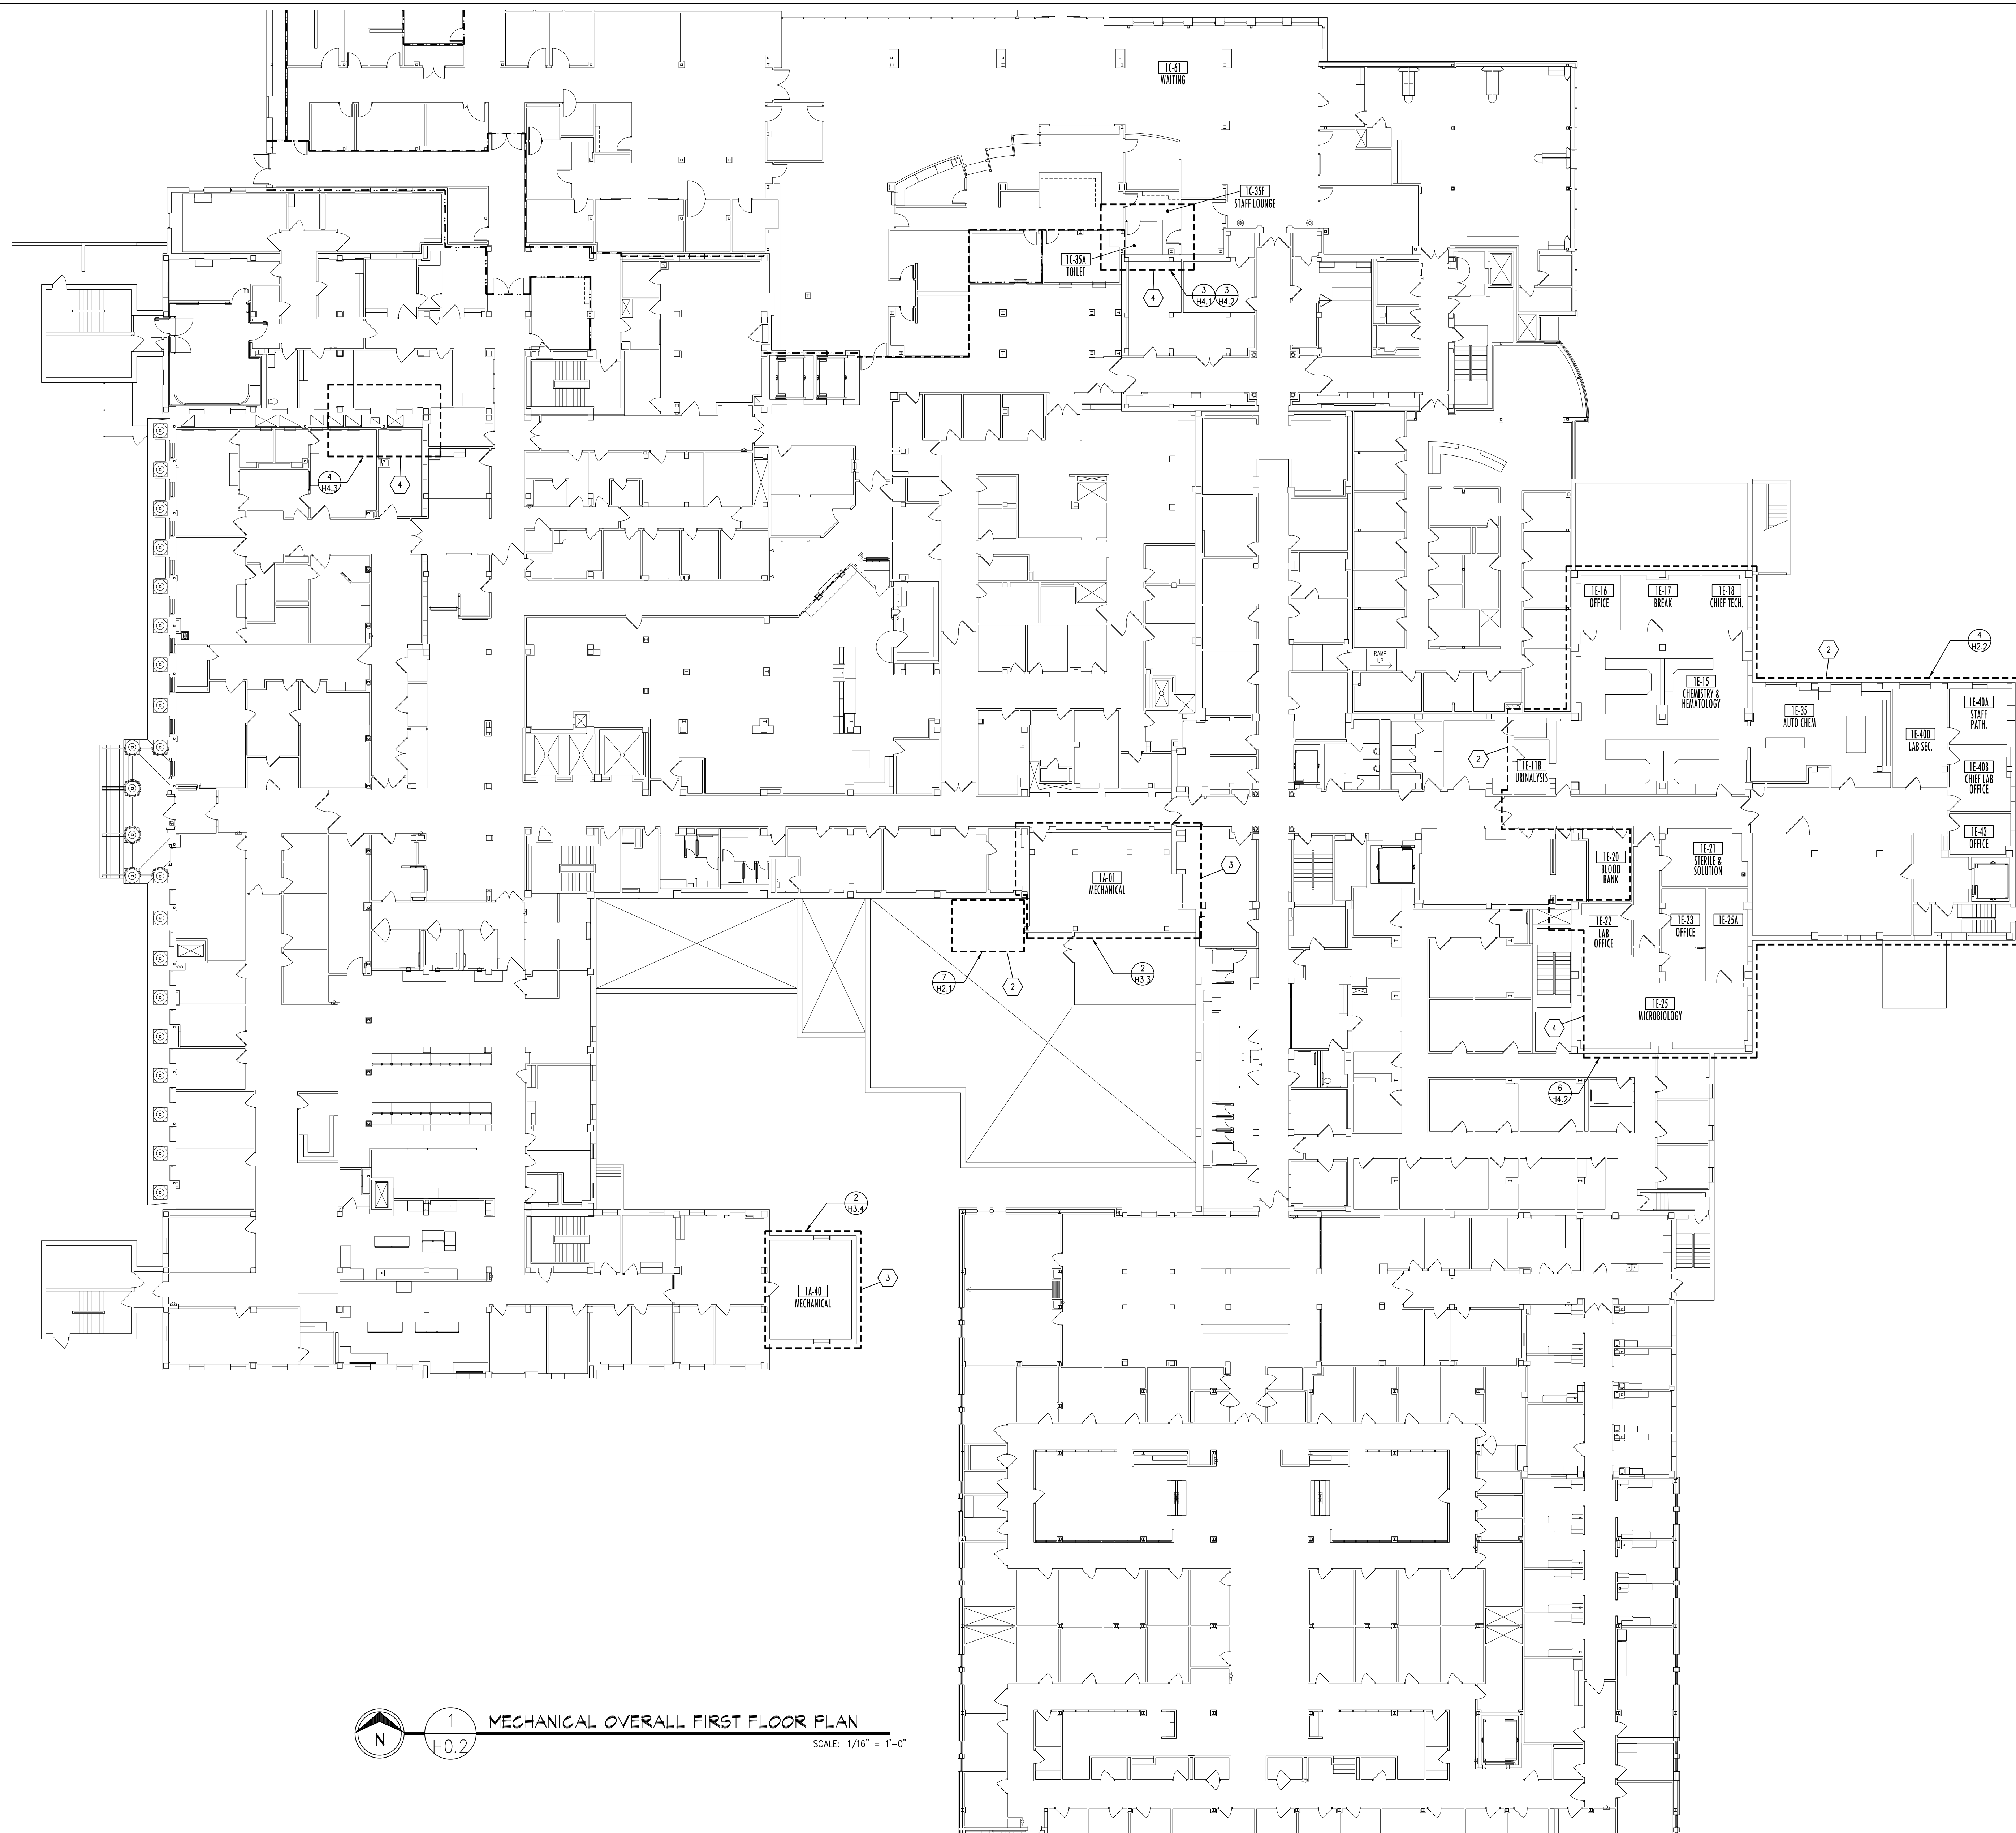 1C-61
WAITING
1C-35F
STAFF LOUNGE
1C-35A
TOILET
4
3
H4.1
3
H4.2
4
H4.3
4
1E-16
OFFICE
1E-17
BREAK
1E-18
CHIEF TECH.
2
4
H2.2
RAMP
UP
1E-15
CHEMISTRY &
HEMATOLOGY
1E-35
AUTO CHEM
1E-40A
STAFF
PATH.
1E-40D
LAB SEC.
2
1E-11B
URINALYSIS
1E-40B
CHIEF LAB
OFFICE
1E-43
OFFICE
1E-20
BLOOD
BANK
1E-21
STERILE &
SOLUTION
1A-01
MECHANICAL
3
1E-22
LAB
OFFICE
1E-23
OFFICE
1E-25A
7
H2.1
2
2
H3.3
1E-25
MICROBIOLOGY
4
6
H4.2
2
H3.4
3
1A-40
MECHANICAL
N
1
H0.2
MECHANICAL OVERALL FIRST FLOOR PLAN
SCALE: 1/16" = 1'-0"